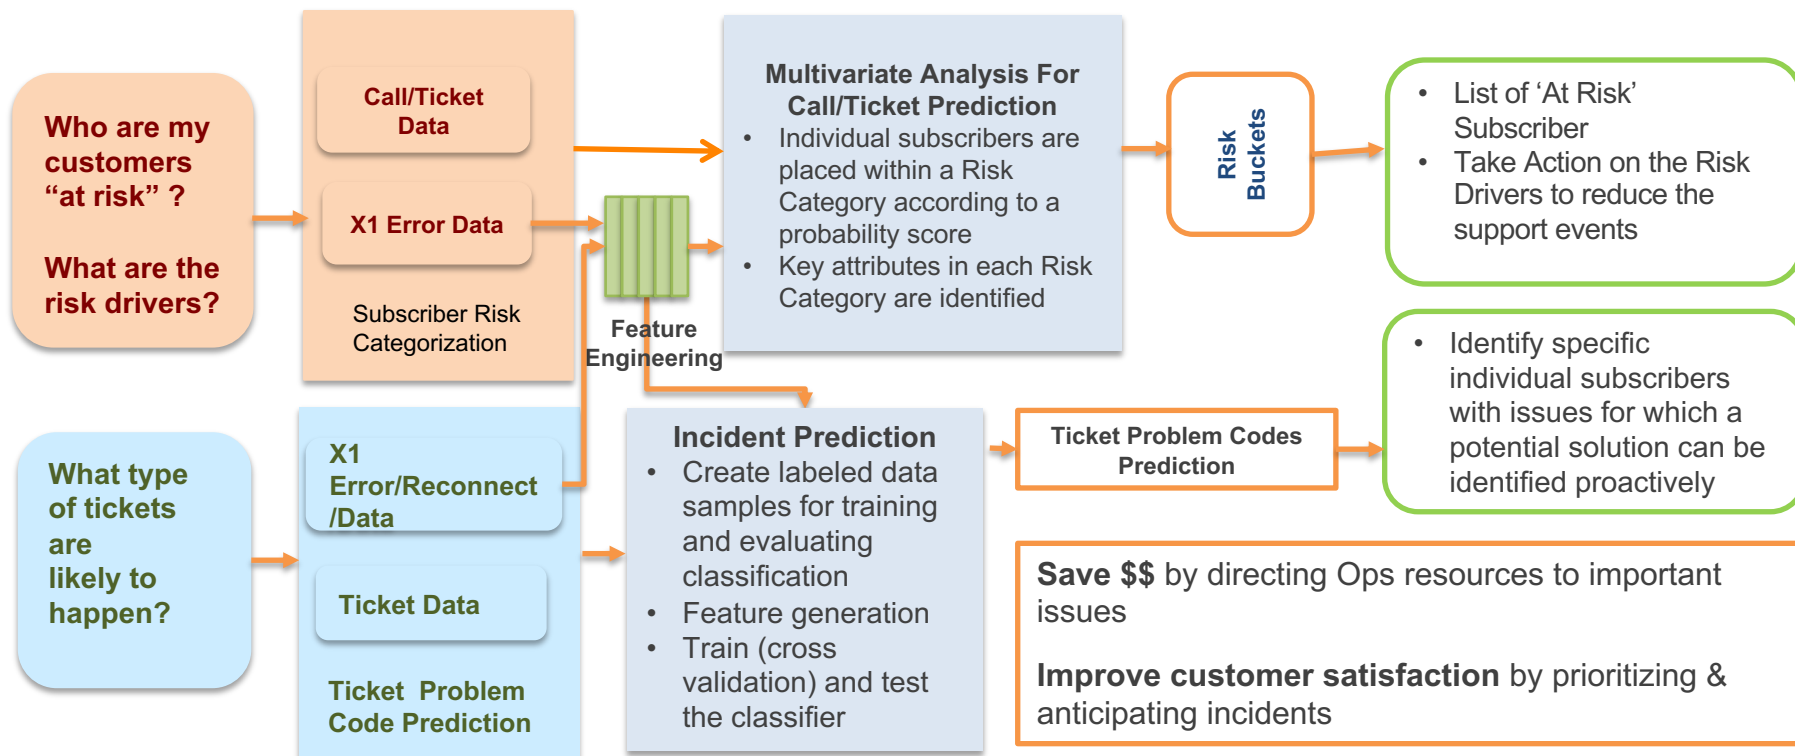 Who are my
customers
“at risk” ?
What are the
risk drivers?
Call/Ticket
Data
X1 Error Data
Subscriber Risk
Categorization
Feature
Engineering
Multivariate Analysis For
Call/Ticket Prediction
• Individual subscribers are
placed within a Risk
Category according to a
probability score
• Key attributes in each Risk
Category are identified
Risk
Buckets
• List of ‘At Risk’
Subscriber
• Take Action on the Risk
Drivers to reduce the
support events
What type
of tickets
are
likely to
happen?
X1
Error/Reconnect
/Data
Ticket Data
Ticket Problem
Code Prediction
Incident Prediction
• Create labeled data
samples for training
and evaluating
classification
• Feature generation
• Train (cross
validation) and test
the classifier
Ticket Problem Codes
Prediction
• Identify specific
individual subscribers
with issues for which a
potential solution can be
identified proactively
Save $$ by directing Ops resources to important
issues
Improve customer satisfaction by prioritizing &
anticipating incidents